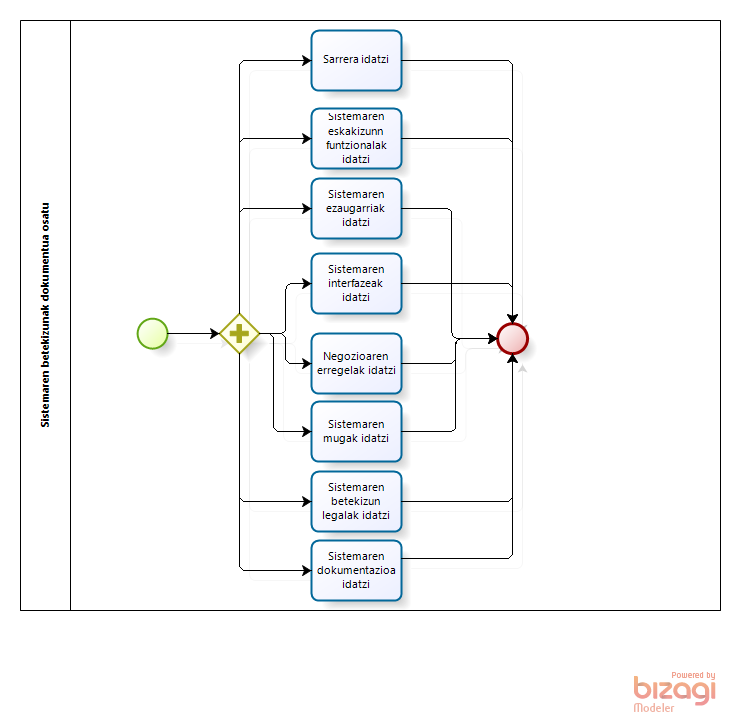 Sistemaren betekizunak dokumentua osatu
Sarrera idatzi
Sistemaren
eskakizunn
funtzionalak
idatzi
Sistemaren
ezaugarriak
idatzi
Sistemaren
interfazeak
idatzi
Negozioaren
erregelak idatzi
Sistemaren
mugak idatzi
Sistemaren
betekizun
legalak idatzi
Sistemaren
dokumentazioa
idatzi
Powered by
bizagi
Modeler